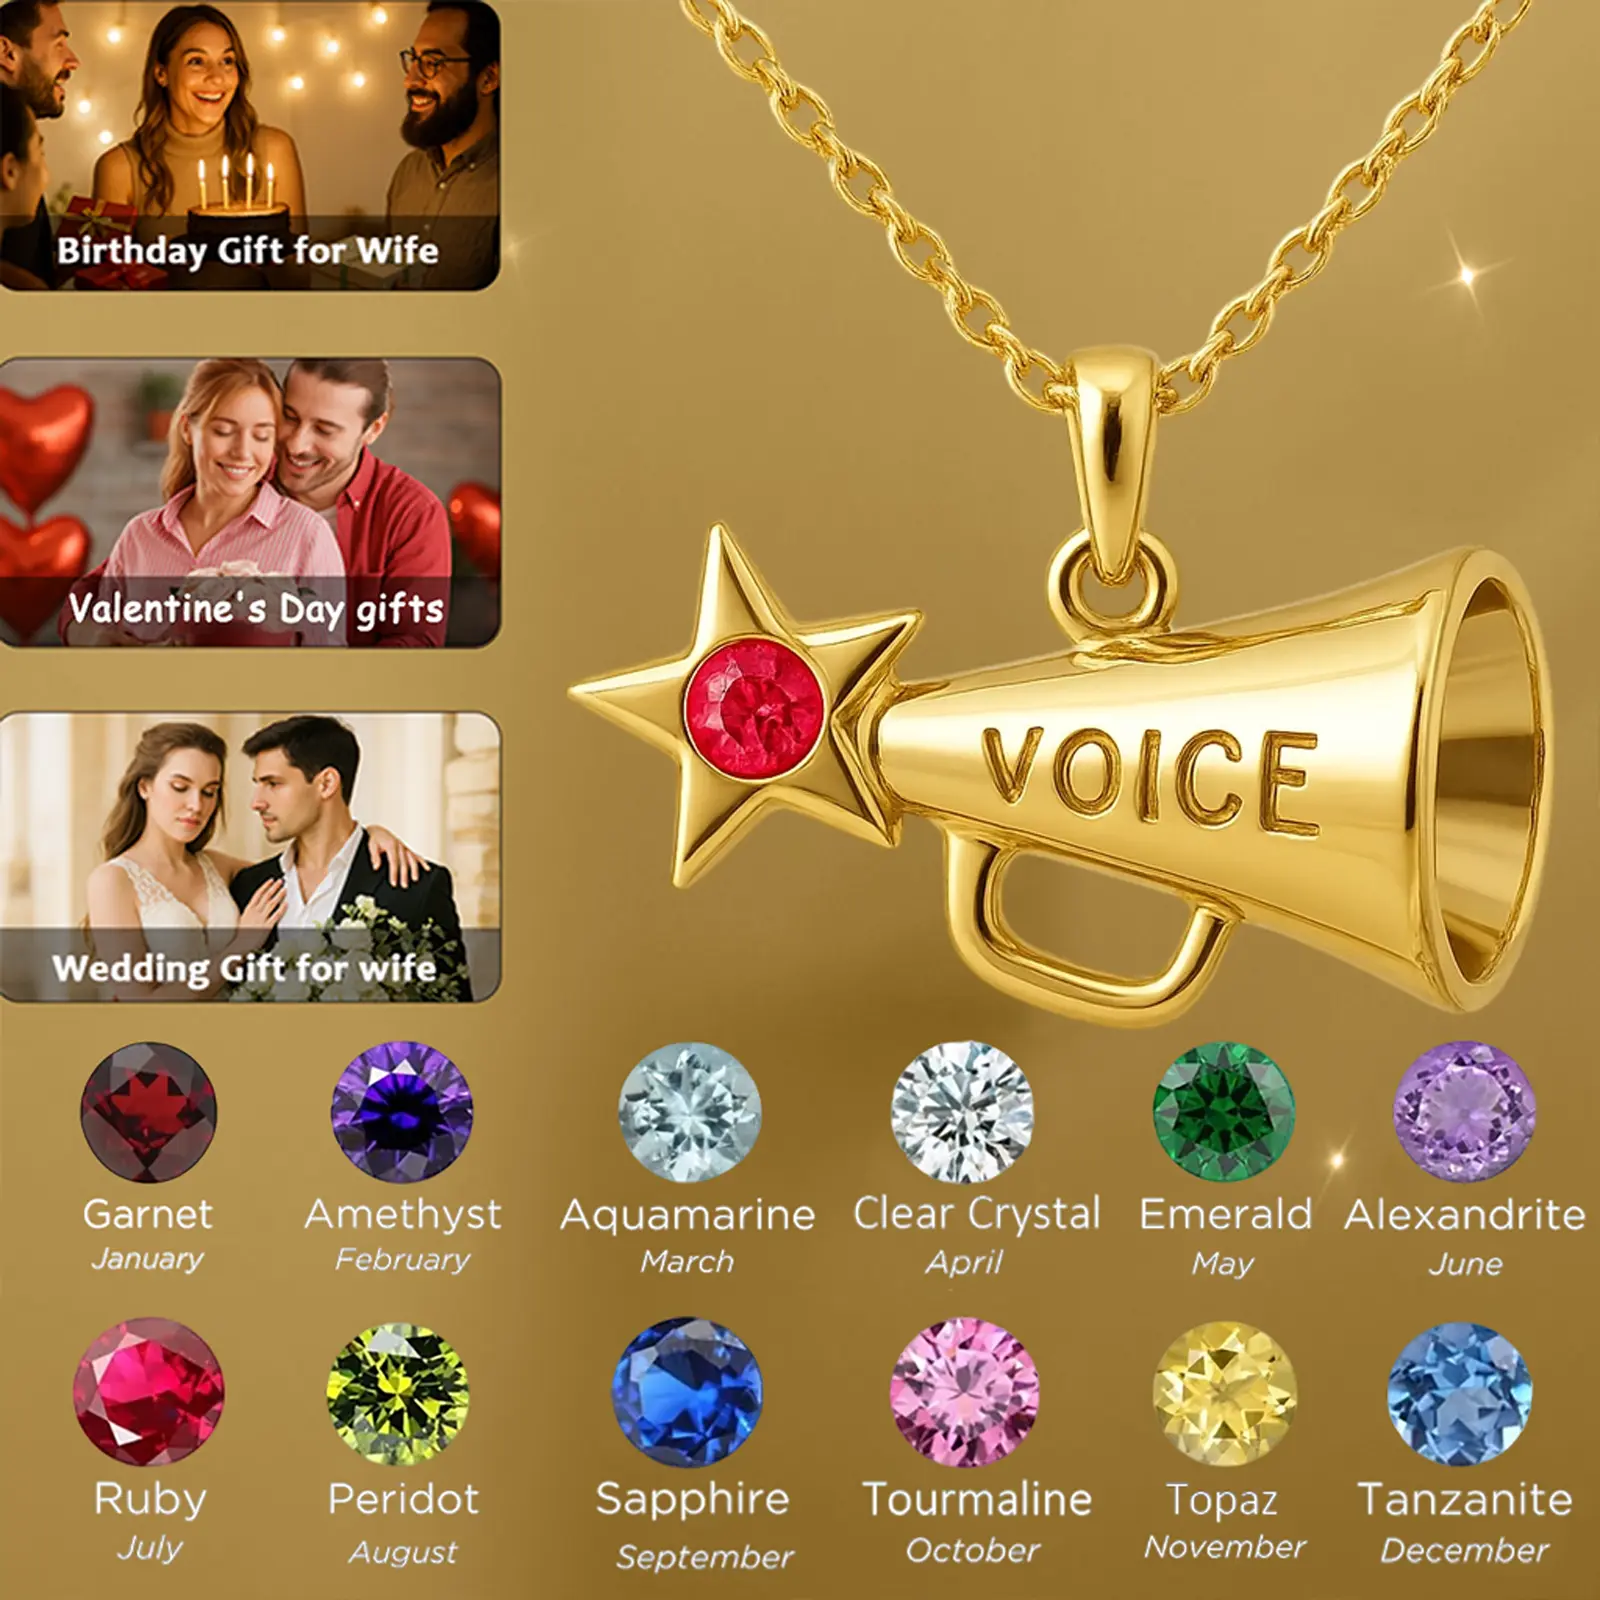 Birthday Gift for Wife
Valentine's Day gifts
Wedding Gift for wife
VOICE
Garnet
January
Amethyst
February
Aquamarine
March
Clear Crystal
April
Emerald
May
Alexandrite
June
Ruby
July
Peridot
August
Sapphire
September
Tourmaline
October
Topaz
November
Tanzanite
December